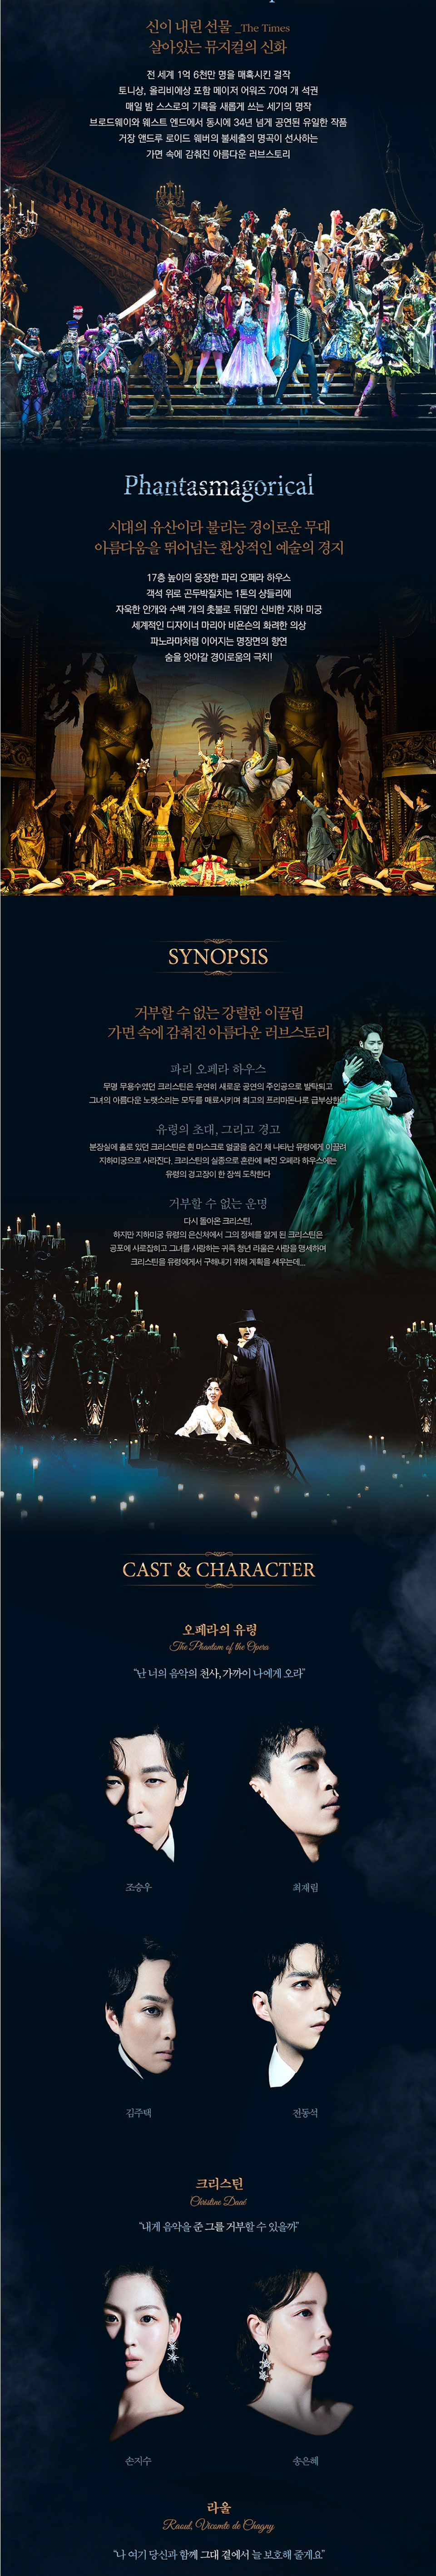 신이 내린 선물 _The Times
살아있는 뮤지컬의 신화
전 세계 1억 6천만 명을 매혹시킨 걸작
토니상, 올리비에상 포함 메이저 어워즈 70여 개 석권
매일 밤 스스로의 기록을 새롭게 쓰는 세기의 명작
브로드웨이와 웨스트 엔드에서 동시에 34년 넘게 공연된 유일한 작품
거장 앤드루 로이드 웨버의 불세출의 명곡이 선사하는
가면 속에 감춰진 아름다운 러브스토리
Phantasmagorical
시대의 유산이라 불리는 경이로운 무대
아름다움을 뛰어넘는 환상적인 예술의 경지
17층 높이의 웅장한 파리 오페라 하우스
객석 위로 곤두박질치는 1톤의 샹들리에
자욱한 안개와 수백 개의 촛불로 뒤덮인 신비한 지하 미궁
세계적인 디자이너 마리아 비욘슨의 화려한 의상
파노라마처럼 이어지는 명장면의 향연
숨을 앗아갈 경이로움의 극치!
SYNOPSIS
거부할 수 없는 강렬한 이끌림
가면 속에 감춰진 아름다운 러브스토리
파리 오페라 하우스
무명 무용수였던 크리스틴은 우연히 새로운 공연의 주인공으로 발탁되고
그녀의 아름다운 노랫소리는 모두를 매료시키며 최고의 프리마돈나로 급부상한다
유령의 초대, 그리고 경고
분장실에 홀로 있던 크리스틴은 흰 마스크로 얼굴을 숨긴 채 나타난 유령에게 이끌려
지하미궁으로 사라진다. 크리스틴의 실종으로 혼란에 빠진 오페라 하우스에는
유령의 경고장이 한 장씩 도착한다
거부할 수 없는 운명
다시 돌아온 크리스틴,
하지만 지하미궁 유령의 은신처에서 그의 정체를 알게 된 크리스틴은
공포에 사로잡히고 그녀를 사랑하는 귀족 청년 라울은 사랑을 맹세하며
크리스틴을 유령에게서 구해내기 위해 계획을 세우는데...
CAST & CHARACTER
오페라의 유령
The Phantom of the Opera
“난 너의 음악의 천사, 가까이 나에게 오라”
조승우
최재림
김주택
전동석
크리스틴
Christine Daaé
“내게 음악을 준 그를 거부할 수 있을까”
손지수
송은혜
라울
Raoul, Vicomte de Chagny
“나 여기 당신과 함께 그대 곁에서 늘 보호해 줄게요”